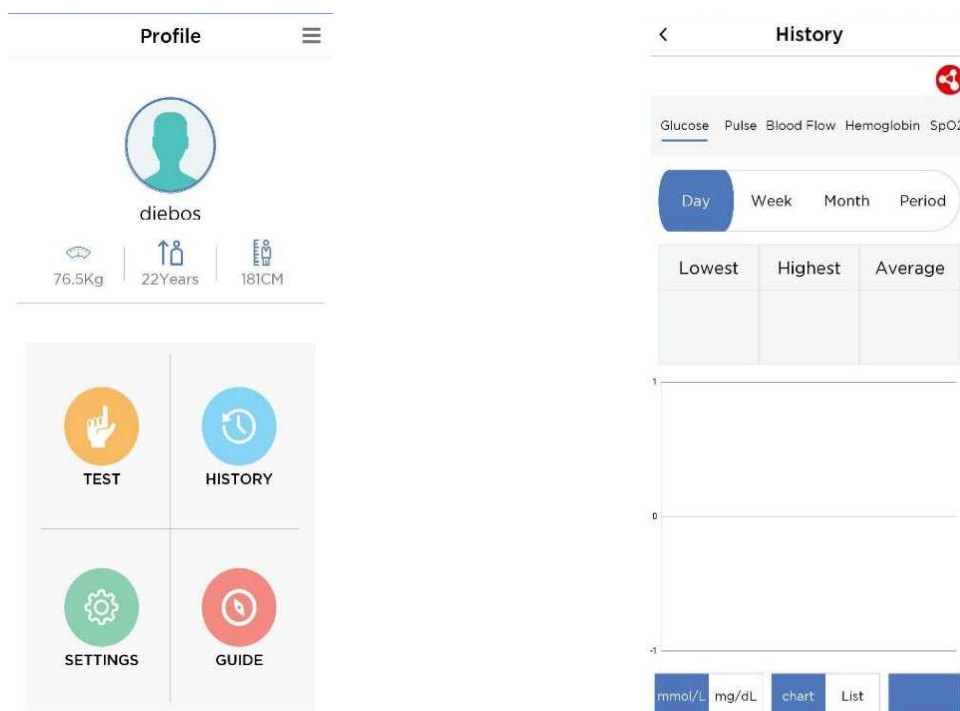 Profile
diebos
76.5Kg 22Years 181CM
TEST HISTORY
SETTINGS GUIDE
History
Glucose Pulse Blood Flow Hemoglobin SpO2
Day Week Month Period
Lowest Highest Average
1
0
-1
mmol/L mg/dL chart List